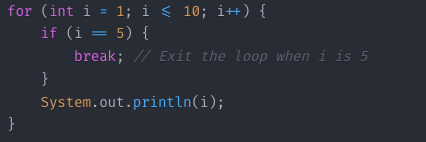 for (int i = 1; i <= 10; i++) {
    if (i == 5) {
        break; // Exit the loop when i is 5
    }
    System.out.println(i);
}